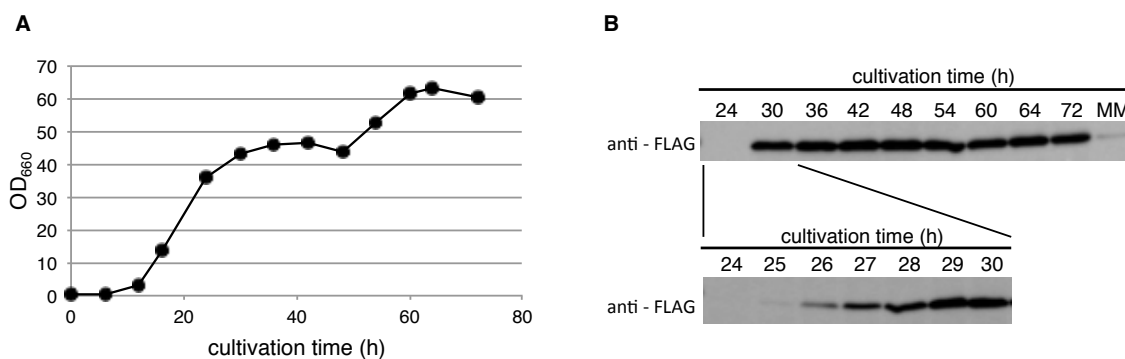 A
70
60
50
40
30
20
10
0
OD660
0 20 40 60 80
cultivation time (h)
B
cultivation time (h)
24 30 36 42 48 54 60 64 72 MM
anti - FLAG
cultivation time (h)
24 25 26 27 28 29 30
anti - FLAG